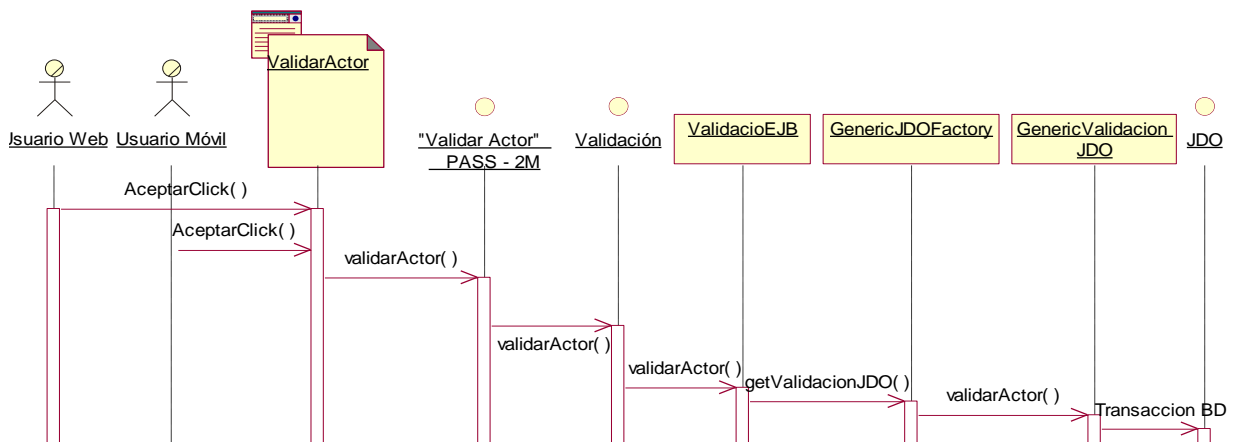 ValidarActor
Jsuario Web
Usuario Móvil
"Validar Actor"
PASS - 2M
Validación
ValidacioEJB
GenericJDOFactory
GenericValidacion
JDO
JDO
AceptarClick( )
AceptarClick( )
validarActor( )
validarActor( )
validarActor( )
getValidacionJDO( )
validarActor( )
Transaccion BD